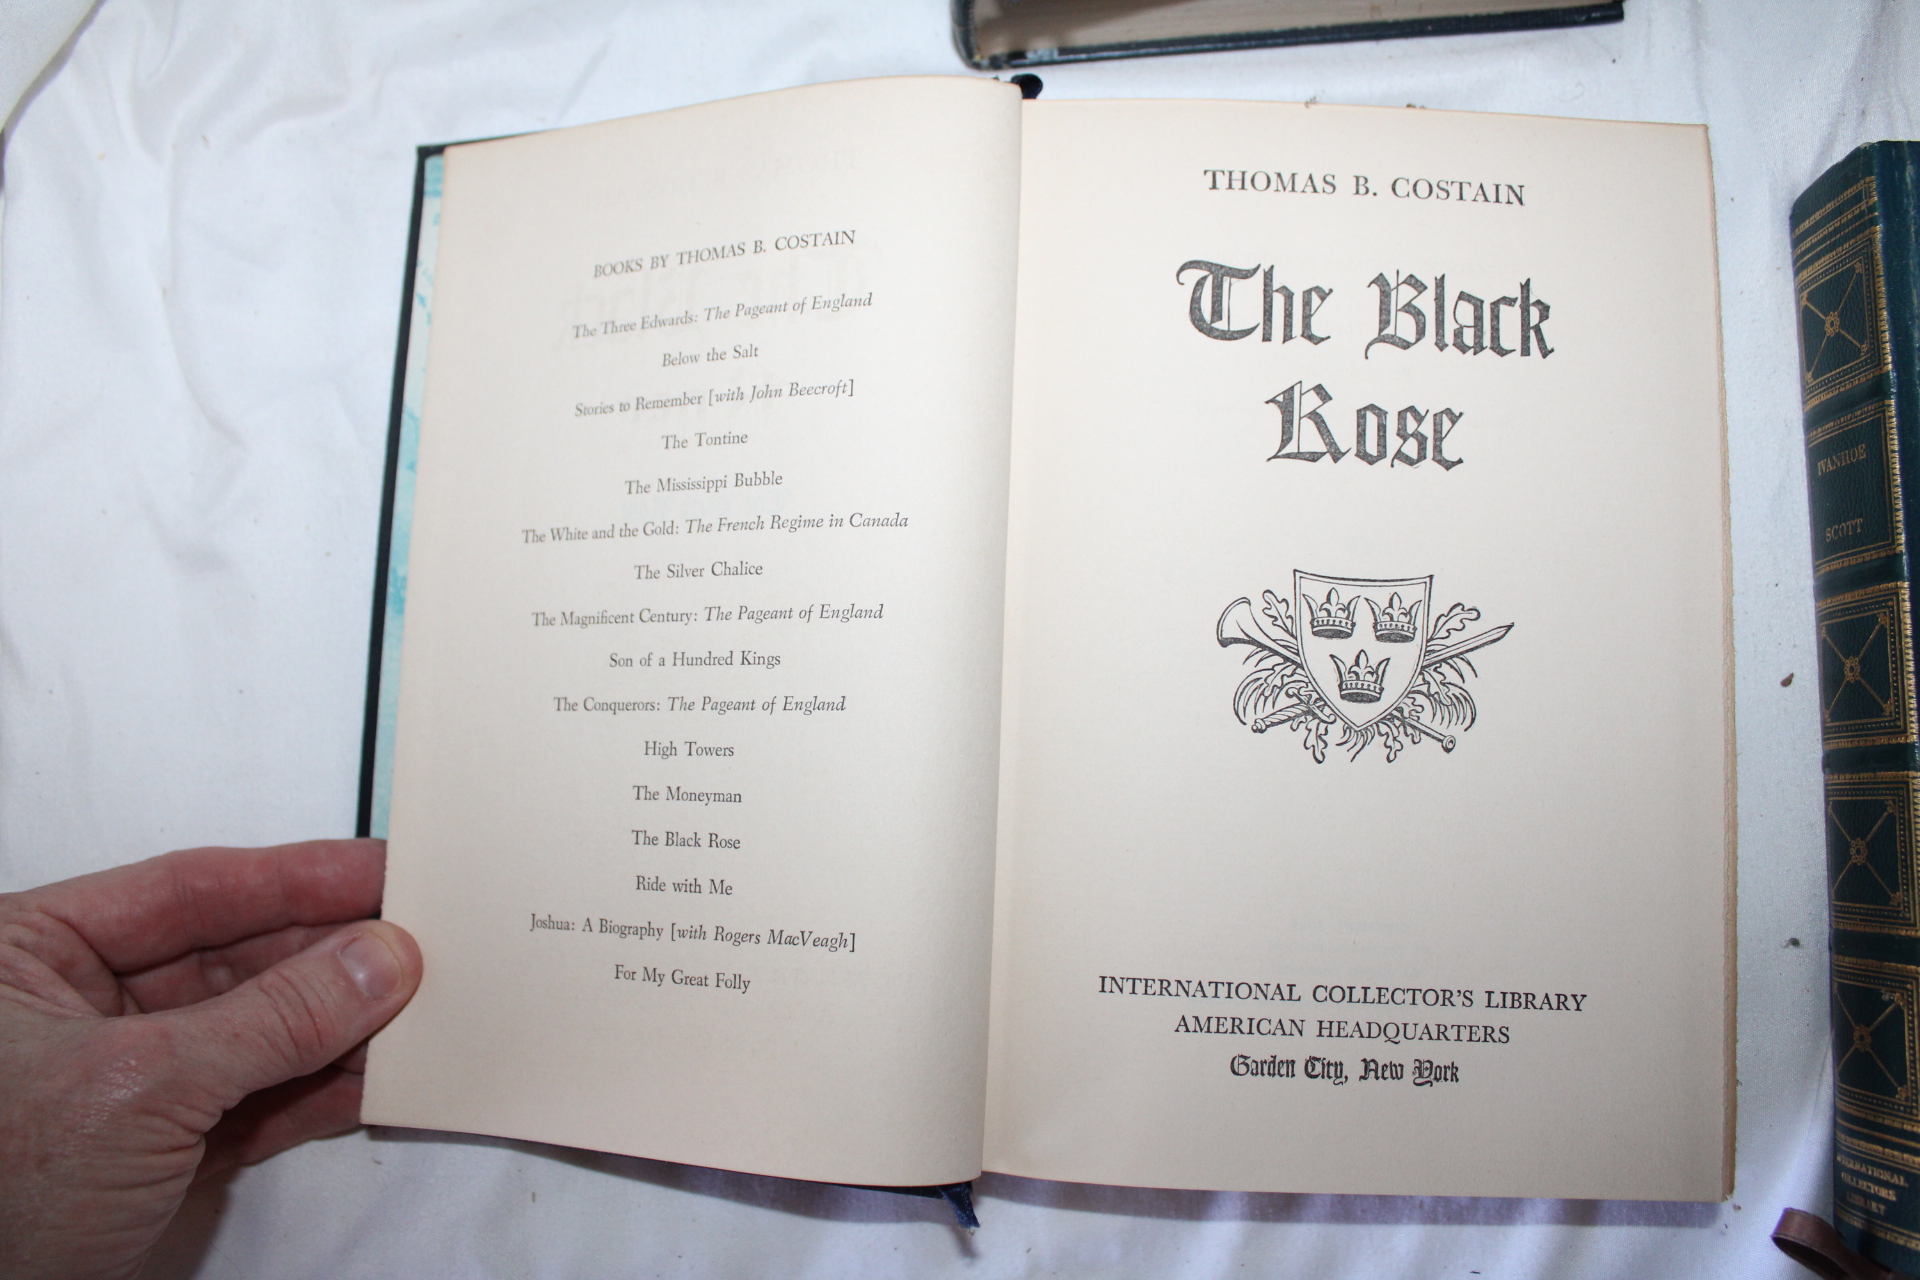 BOOKS BY THOMAS B. COSTAIN
The Three Edwards: The Pageant of England
Below the Salt
Stories to Remember [with John Beecroft]
The Tontine
The Mississippi Bubble
The White and the Gold: The French Regime in Canada
The Silver Chalice
The Magnificent Century: The Pageant of England
Son of a Hundred Kings
The Conquerors: The Pageant of England
High Towers
The Moneyman
The Black Rose
Ride with Me
Joshua: A Biography [with Rogers MacVeagh]
For My Great Folly
THOMAS B. COSTAIN
The Black
Rose
INTERNATIONAL COLLECTOR'S LIBRARY
AMERICAN HEADQUARTERS
Garden City, New York
IVANHOE
SCOTT
INTERNATIONAL
COLLECTORS
LIBRARY